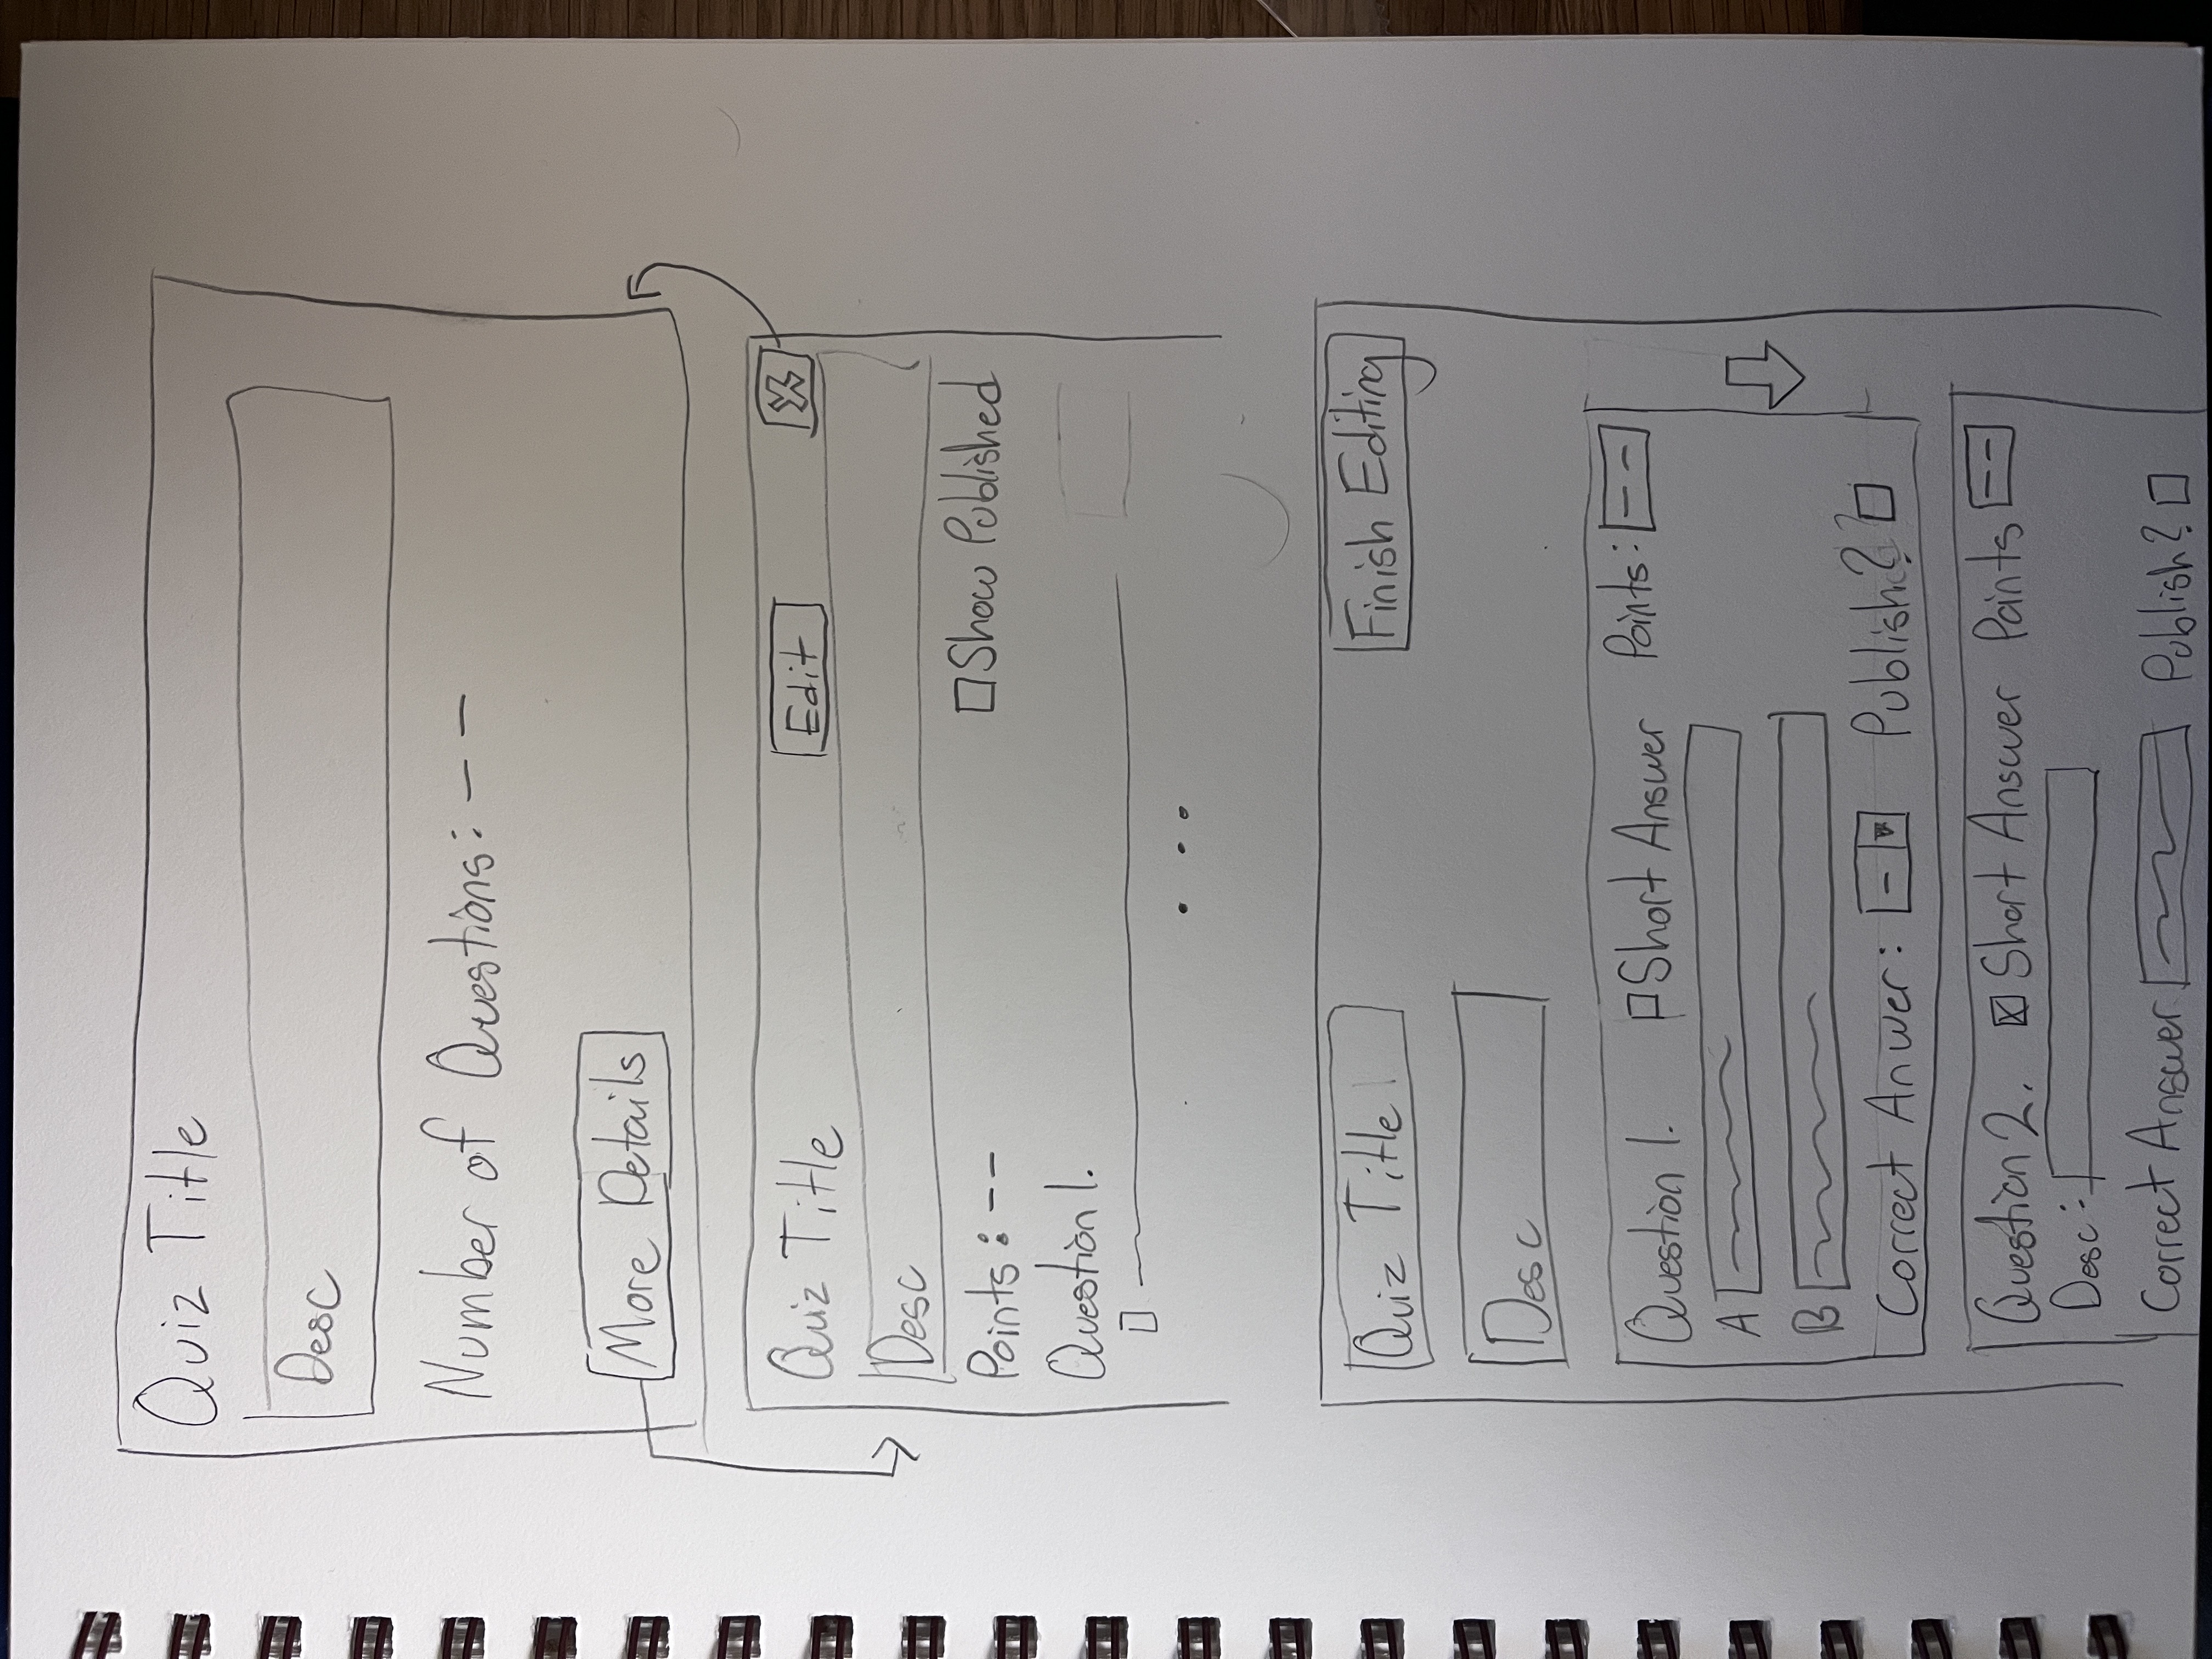 Quiz Title
Desc
Number of Questions: --
More Details
Quiz Title Edit X
Desc
Points: -- Show Published
Question 1.
...
Quiz Title Finish Editing
Desc
Question 1. Short Answer Points: --
A
B
Correct Anwer: - Publish?
Question 2. X Short Answer Points --
Desc:
Correct Answer Publish?